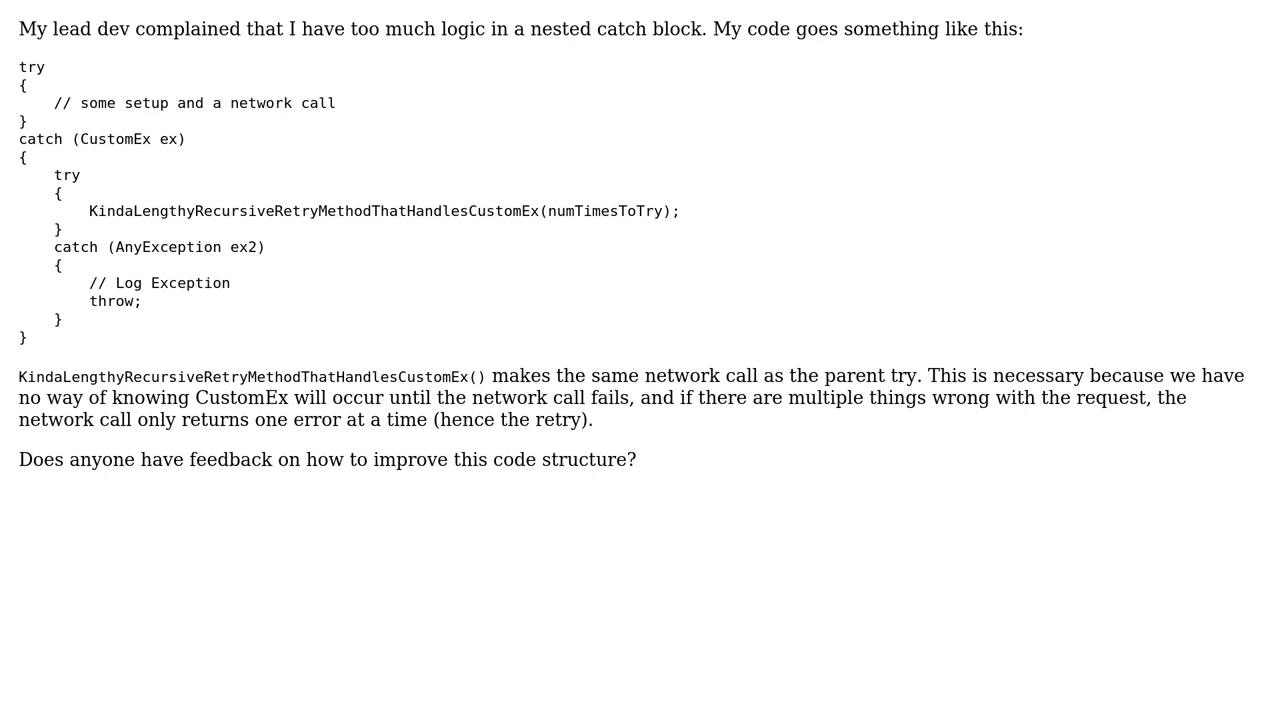 My lead dev complained that I have too much logic in a nested catch block. My code goes something like this:
try
{
    // some setup and a network call
}
catch (CustomEx ex)
{
    try
    {
        KindaLengthyRecursiveRetryMethodThatHandlesCustomEx(numTimesToTry);
    }
    catch (AnyException ex2)
    {
        // Log Exception
        throw;
    }
}
KindaLengthyRecursiveRetryMethodThatHandlesCustomEx() makes the same network call as the parent try. This is necessary because we have
no way of knowing CustomEx will occur until the network call fails, and if there are multiple things wrong with the request, the
network call only returns one error at a time (hence the retry).
Does anyone have feedback on how to improve this code structure?